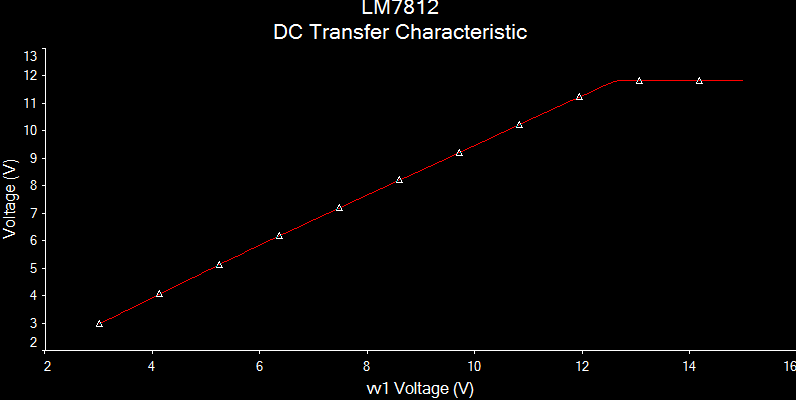 LM7812
DC Transfer Characteristic
13
12
11
10
9
8
7
6
5
4
3
2
Voltage (V)
2 4 6 8 10 12 14 16
vv1 Voltage (V)